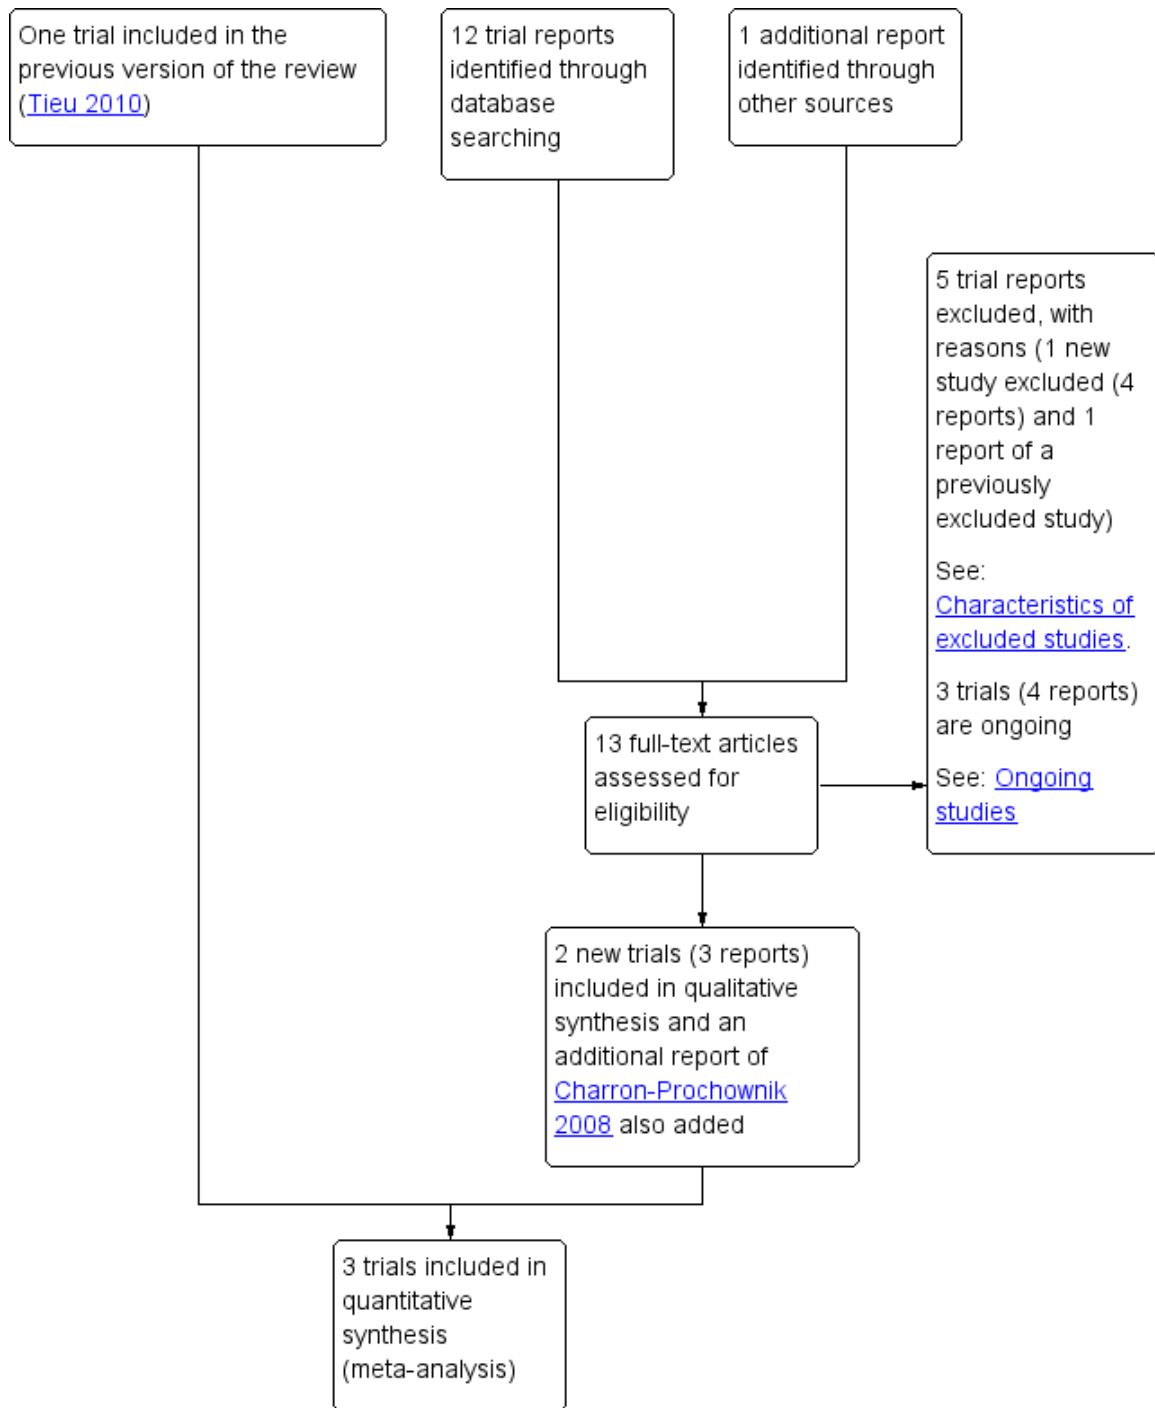 One trial included in the
previous version of the review
(Tieu 2010)
12 trial reports
identified through
database
searching
1 additional report
identified through
other sources
5 trial reports
excluded, with
reasons (1 new
study excluded (4
reports) and 1
report of a
previously
excluded study)
See:
Characteristics of
excluded studies.
3 trials (4 reports)
are ongoing
See: Ongoing
studies
13 full-text articles
assessed for
eligibility
2 new trials (3 reports)
included in qualitative
synthesis and an
additional report of
Charron-Prochownik
2008 also added
3 trials included in
quantitative
synthesis
(meta-analysis)